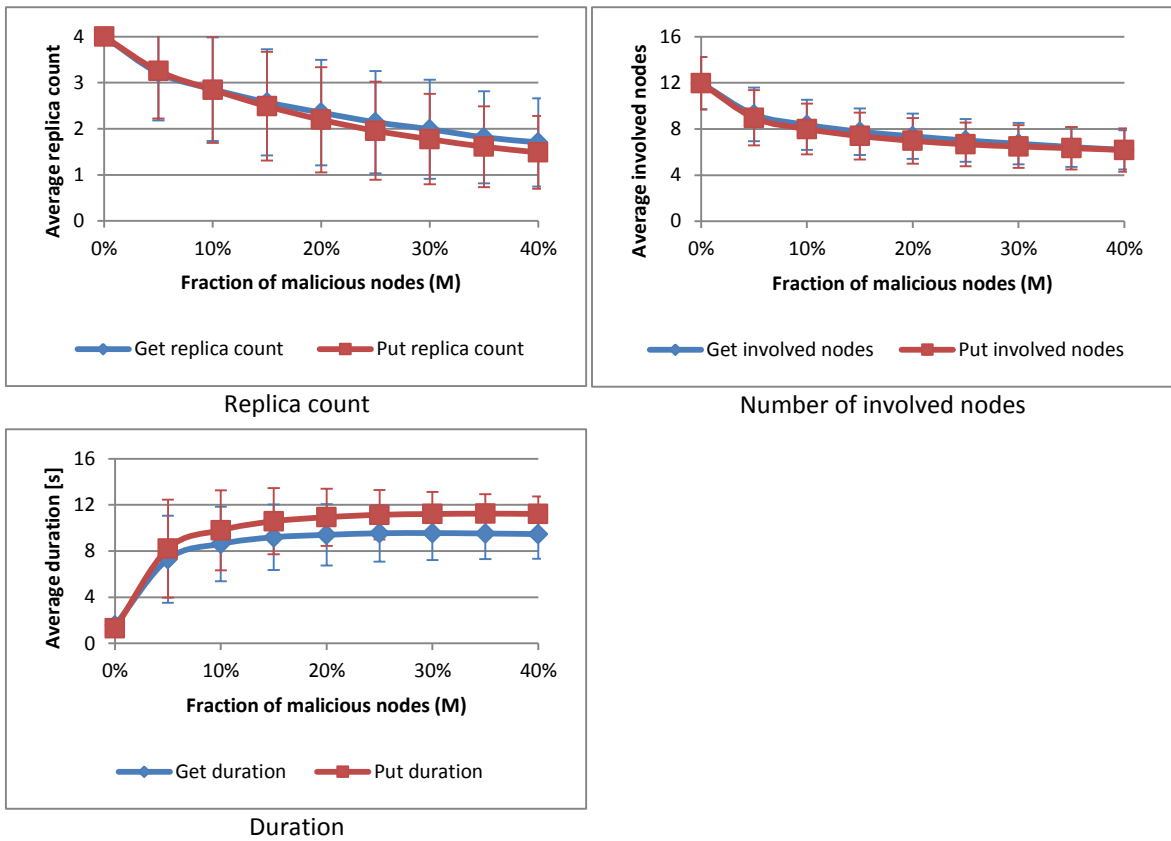 Average replica count
4
3
2
1
0
0% 10% 20% 30% 40%
Fraction of malicious nodes (M)
Get replica count Put replica count
Replica count
Average involved nodes
16
12
8
4
0
0% 10% 20% 30% 40%
Fraction of malicious nodes (M)
Get involved nodes Put involved nodes
Number of involved nodes
Average duration [s]
16
12
8
4
0
0% 10% 20% 30% 40%
Fraction of malicious nodes (M)
Get duration Put duration
Duration